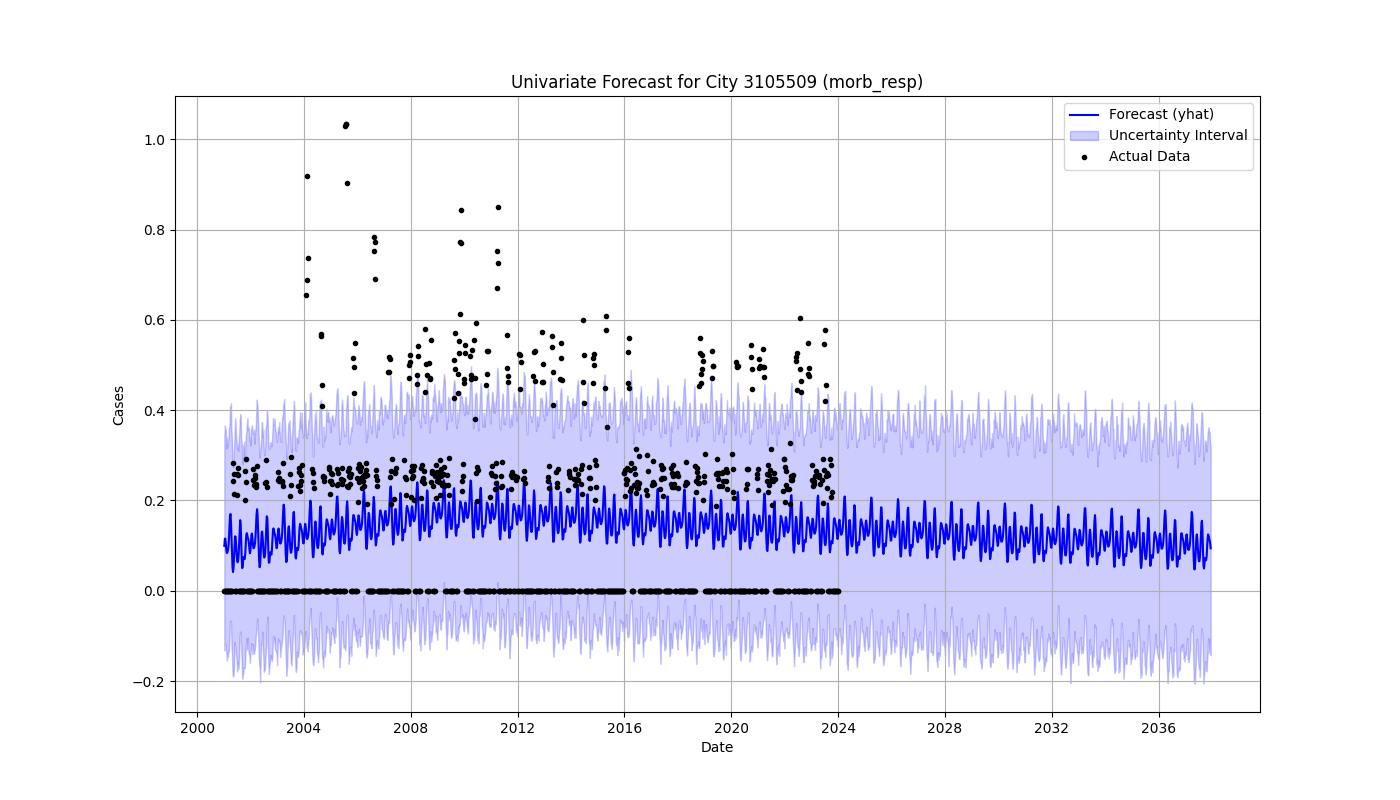 Univariate Forecast for City 3105509 (morb_resp)
Forecast (yhat)
Uncertainty Interval
Actual Data
Cases
1.0
0.8
0.6
0.4
0.2
0.0
−0.2
2000 2004 2008 2012 2016 2020 2024 2028 2032 2036
Date